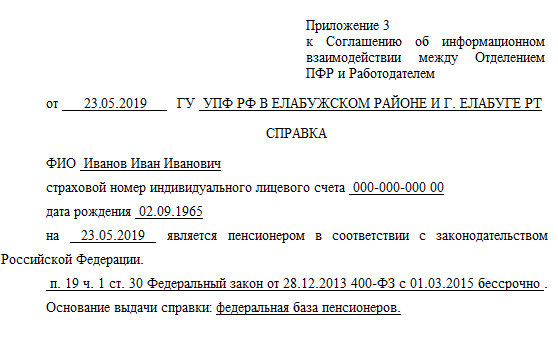 Приложение 3
к Соглашению об информационном
взаимодействии между Отделением
ПФР и Работодателем
от 23.05.2019 ГУ УПФ РФ В ЕЛАБУЖСКОМ РАЙОНЕ И Г. ЕЛАБУГЕ РТ
СПРАВКА
ФИО Иванов Иван Иванович
страховой номер индивидуального лицевого счета 000-000-000 00
дата рождения 02.09.1965
на 23.05.2019 является пенсионером в соответствии с законодательством
Российской Федерации.
п. 19 ч. 1 ст. 30 Федеральный закон от 28.12.2013 400-ФЗ с 01.03.2015 бессрочно .
Основание выдачи справки: федеральная база пенсионеров.